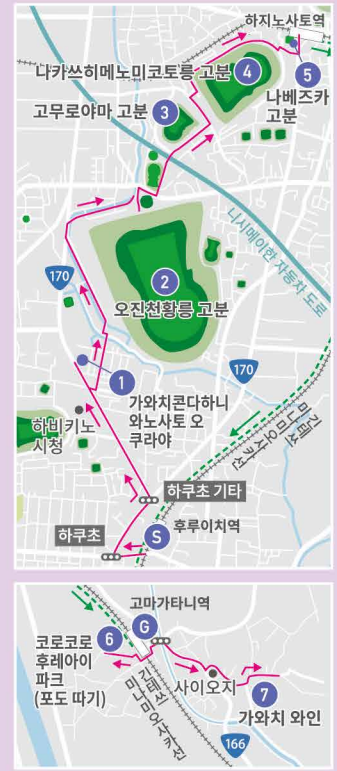 하지노사토역
나카쓰히메노미코토릉 고분
4
5
고무로야마 고분
3
나베즈카
고분
니시메이한 자동차 도로
170
2
오진천황릉 고분
170
1
가와치콘다하니
와노사토 오
쿠라야
하비키노
시청
긴테쓰
미나미오사카선
하쿠초 기타
하쿠초
S
후루이치역
고마가타니역
코로코로
후레아이
파크
(포도 따기)
6
G
긴테쓰
미나미오사카선
사이오지
7
가와치 와인
166